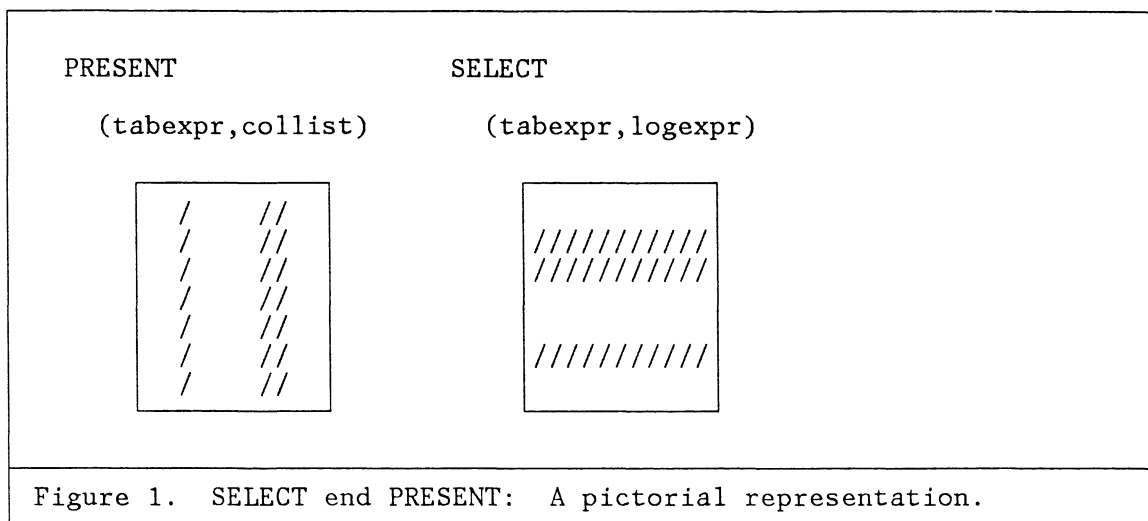 PRESENT SELECT
(tabexpr,collist) (tabexpr,logexpr)
/ //
/ // ///////////
/ // ///////////
/ //
/ //
/ // ///////////
/ //
Figure 1. SELECT end PRESENT: A pictorial representation.